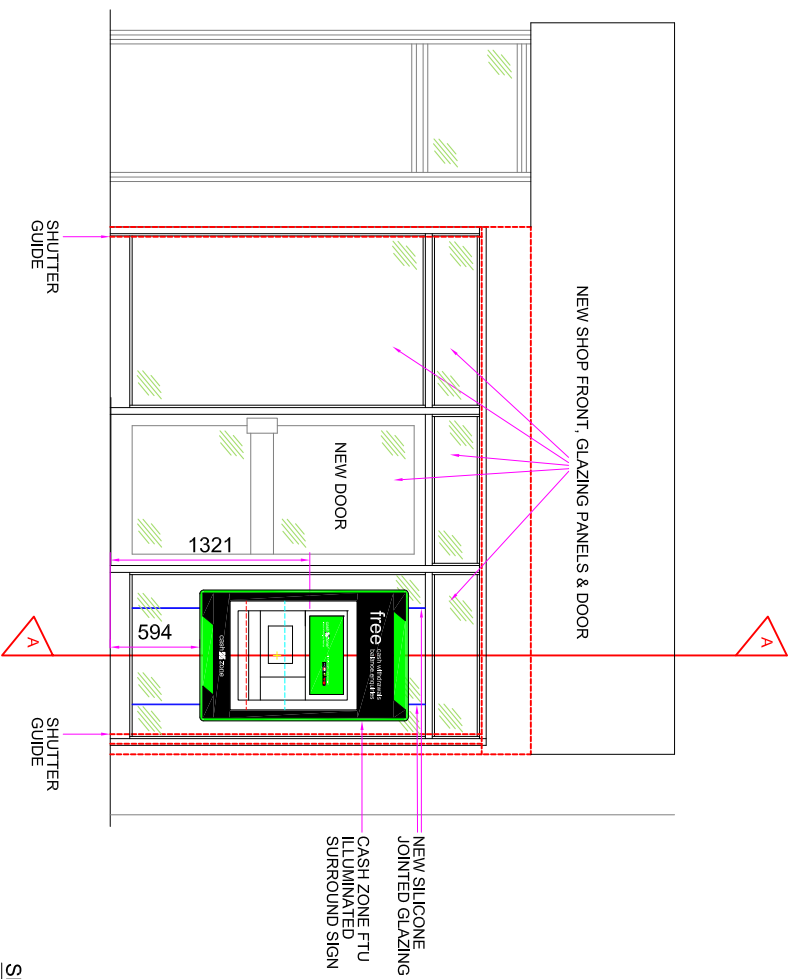 NEW SHOP FRONT, GLAZING PANELS & DOOR
A
A
NEW DOOR
1321
594
free
cash withdrawals
balance enquiries
cash zone
SHUTTER
GUIDE
SHUTTER
GUIDE
NEW SILICONE
JOINTED GLAZING
CASH ZONE FTU
ILLUMINATED
SURROUND SIGN